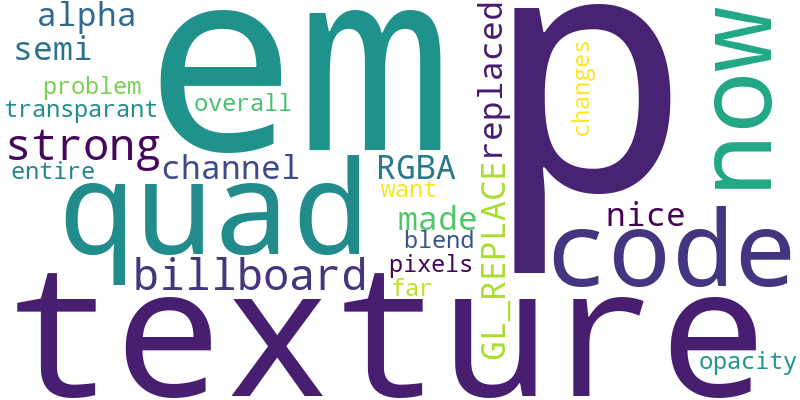 alpha
em
p
replaced
now
semi
changes
problem
overall
transparant
strong
channel
RGBA
entire
want
quad
GL_REPLACE
made
nice
code
blend
billboard
pixels
far
texture
opacity